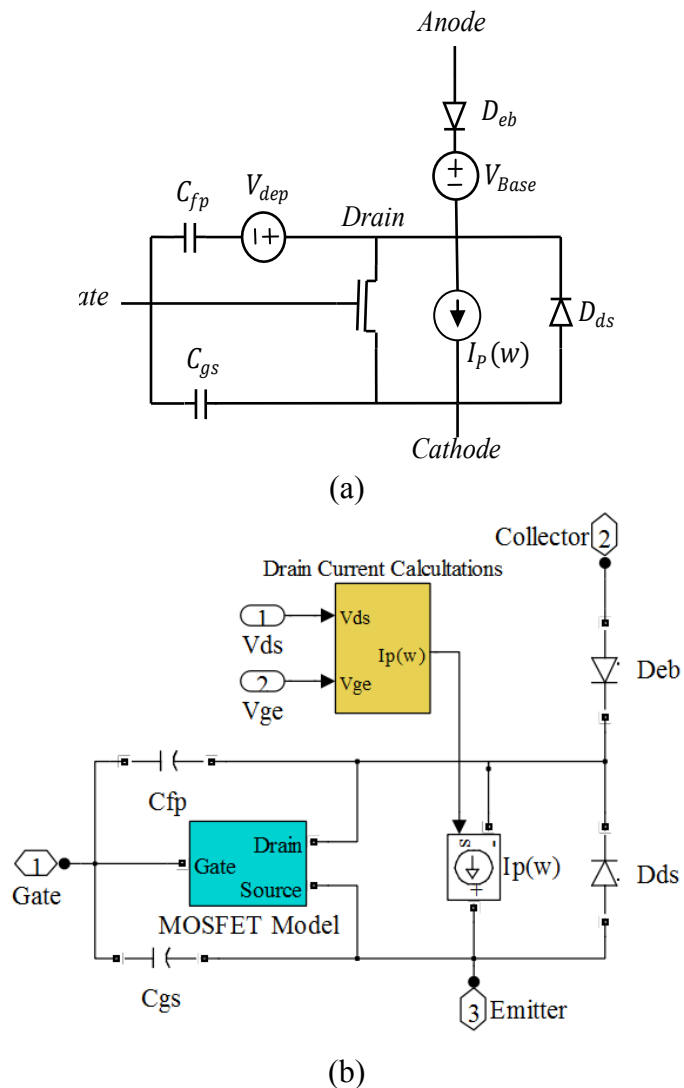 Anode
D_eb
V_Base
C_fp
V_dep
Drain
ate
D_ds
I_P(w)
C_gs
Cathode
(a)
Collector 2
Drain Current Calcultations
1
Vds
Vds
Ip(w)
2
Vge
Vge
Deb
Cfp
1
Gate
Gate
Drain
Source
MOSFET Model
s
-
+
Ip(w)
Dds
Cgs
3 Emitter
(b)